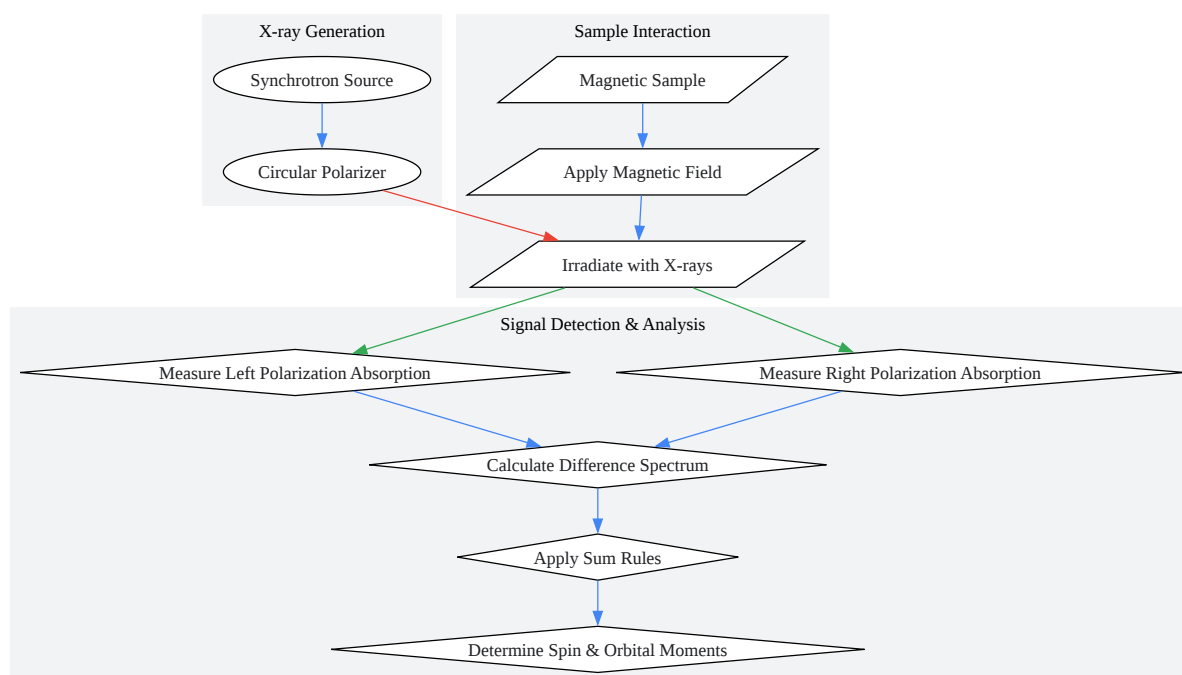 X-ray Generation
Synchrotron Source
Circular Polarizer
Sample Interaction
Magnetic Sample
Apply Magnetic Field
Irradiate with X-rays
Signal Detection & Analysis
Measure Left Polarization Absorption
Measure Right Polarization Absorption
Calculate Difference Spectrum
Apply Sum Rules
Determine Spin & Orbital Moments